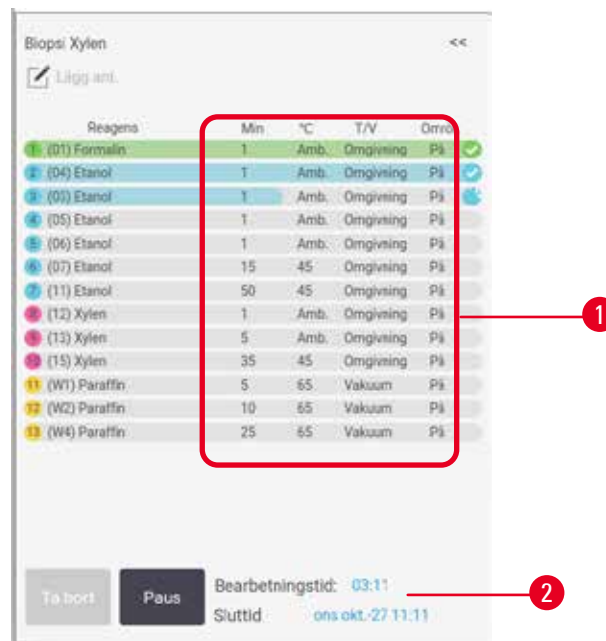 Biopsi Xylen <<
Lägg ant.
Reagens Min °C T/V Omrö
1 (01) Formalin 1 Amb. Omgivning På
2 (04) Etanol 1 Amb. Omgivning På
3 (03) Etanol 1 Amb. Omgivning På
4 (05) Etanol 1 Amb. Omgivning På
5 (06) Etanol 1 Amb. Omgivning På
6 (07) Etanol 15 45 Omgivning På
7 (11) Etanol 50 45 Omgivning På
8 (12) Xylen 1 Amb. Omgivning På
9 (13) Xylen 5 Amb. Omgivning På
10 (15) Xylen 35 45 Omgivning På
11 (W1) Paraffin 5 65 Vakuum På
12 (W2) Paraffin 10 65 Vakuum På
13 (W4) Paraffin 25 65 Vakuum På
1
Ta bort Paus
Bearbetningstid: 03:11
2
Sluttid ons okt.-27 11:11